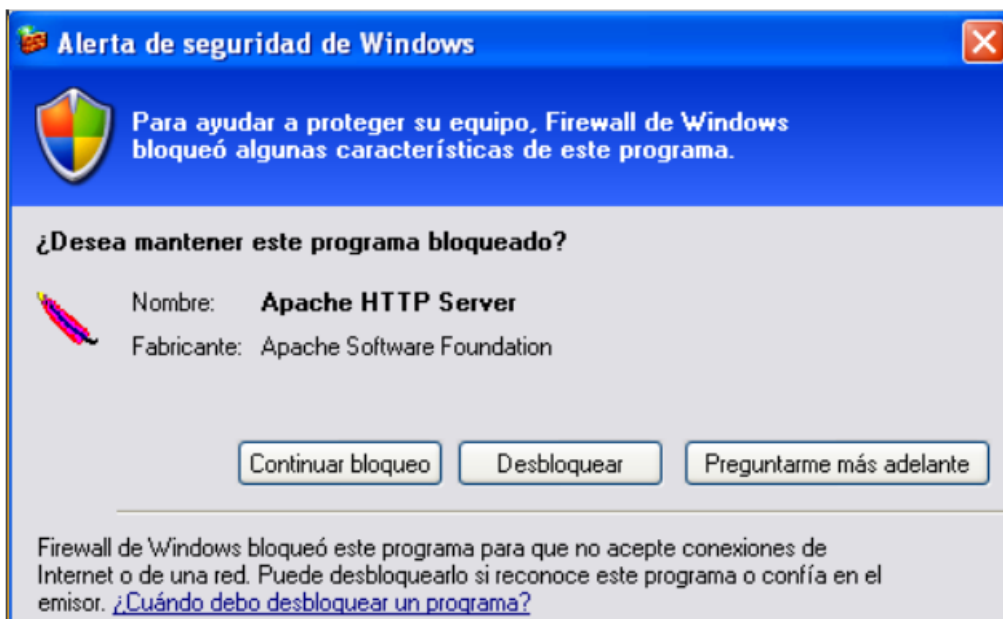 Alerta de seguridad de Windows
Para ayudar a proteger su equipo, Firewall de Windows
bloqueó algunas características de este programa.
¿Desea mantener este programa bloqueado?
Nombre: Apache HTTP Server
Fabricante: Apache Software Foundation
Continuar bloqueo Desbloquear Preguntarme más adelante
Firewall de Windows bloqueó este programa para que no acepte conexiones de
Internet o de una red. Puede desbloquearlo si reconoce este programa o confía en el
emisor. ¿Cuándo debo desbloquear un programa?